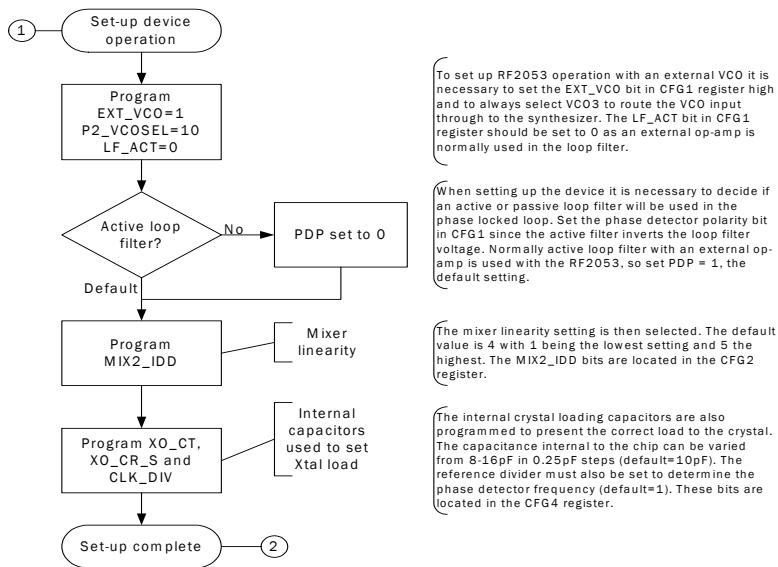 1
Set-up device
operation
Program
EXT_VCO=1
P2_VCOSEL=10
LF_ACT=0
To set up RF2053 operation with an external VCO it is
necessary to set the EXT_VCO bit in CFG1 register high
and to always select VCO3 to route the VCO input
through to the synthesizer. The LF_ACT bit in CFG1
register should be set to 0 as an external op-amp is
normally used in the loop filter.
Active loop
filter?
No
PDP set to 0
Default
When setting up the device it is necessary to decide if
an active or passive loop filter will be used in the
phase locked loop. Set the phase detector polarity bit
in CFG1 since the active filter inverts the loop filter
voltage. Normally active loop filter with an external op-
amp is used with the RF2053, so set PDP = 1, the
default setting.
Program
MIX2_IDD
Mixer
linearity
The mixer linearity setting is then selected. The default
value is 4 with 1 being the lowest setting and 5 the
highest. The MIX2_IDD bits are located in the CFG2
register.
Program XO_CT,
XO_CR_S and
CLK_DIV
Internal
capacitors
used to set
Xtal load
The internal crystal loading capacitors are also
programmed to present the correct load to the crystal.
The capacitance internal to the chip can be varied
from 8-16pF in 0.25pF steps (default=10pF). The
reference divider must also be set to determine the
phase detector frequency (default=1). These bits are
located in the CFG4 register.
Set-up complete
2